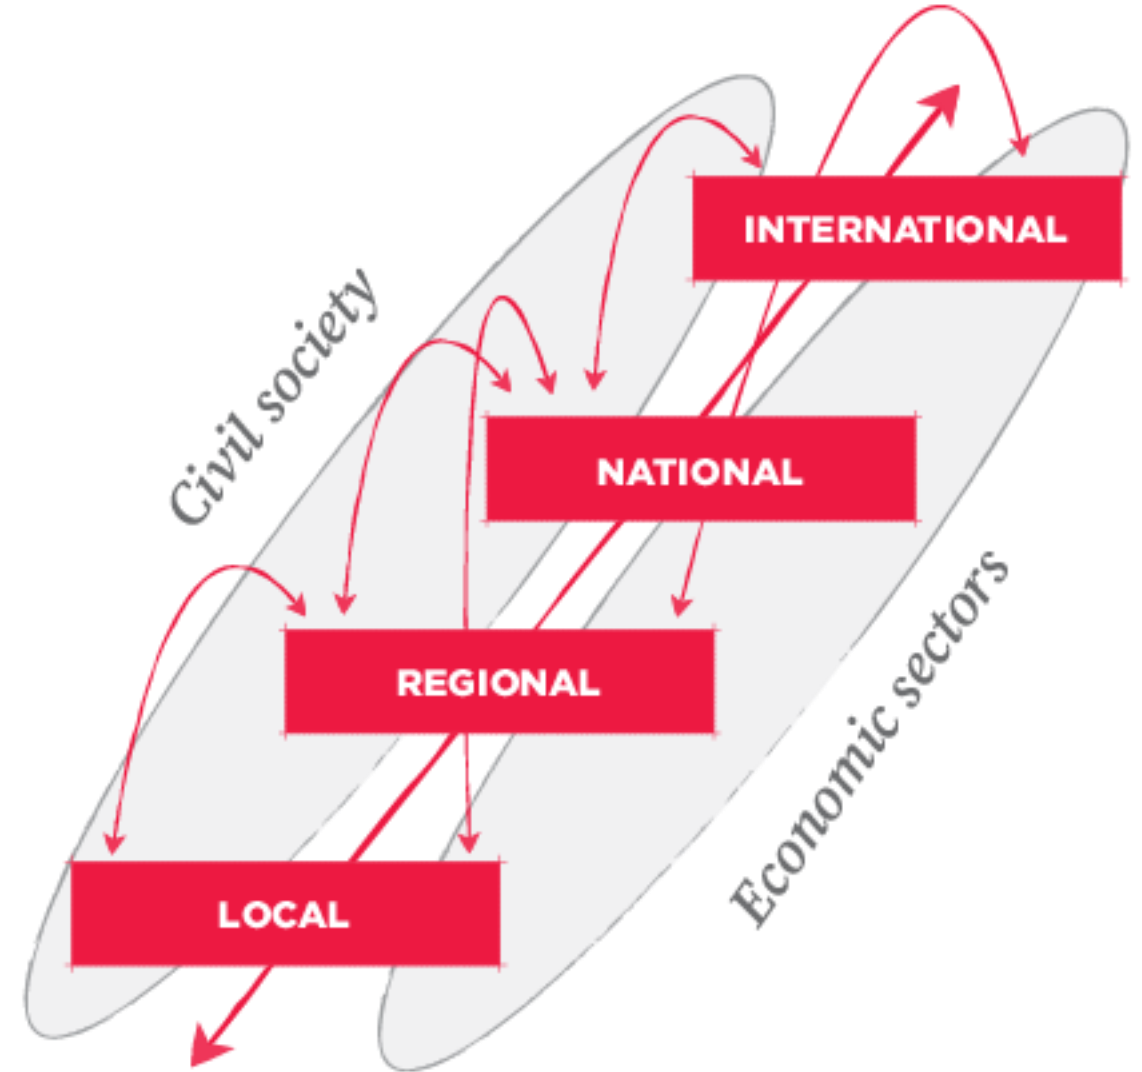 INTERNATIONAL
Civil society
NATIONAL
REGIONAL
Economic sectors
LOCAL